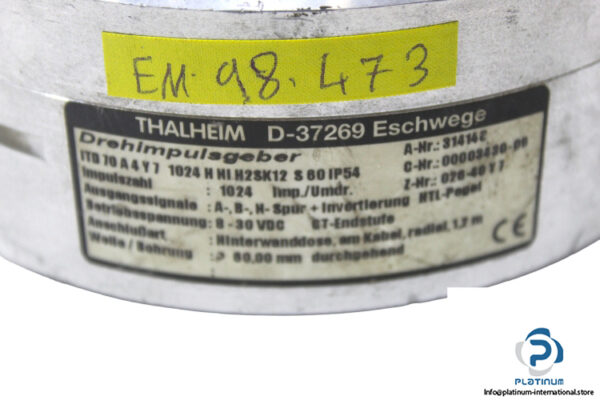 EM. 98. 473
THALHEIM D-37269 Eschwege
Drehimpulsgeber A-Nr.: 31414
ITD 70 A 4 Y 7 1024 H NI H2SK12 S 60 IP54 C-Nr.:
Impulszahl : 1024 Imp./Umdr. Z-Nr.: 026-40 Y 7
Ausgangssignale : A-, B-, N- Spur + Invertierung HTL-Pegel
Betriebsspannung : 8 - 30 VDC GT-Endstufe
Anschlußart : Hinterwanddose, am Kabel, radial, 1,2 m
Welle / Bohrung : 60,00 mm durchgehend CE
PLATINUM
Info@platinum-international.store